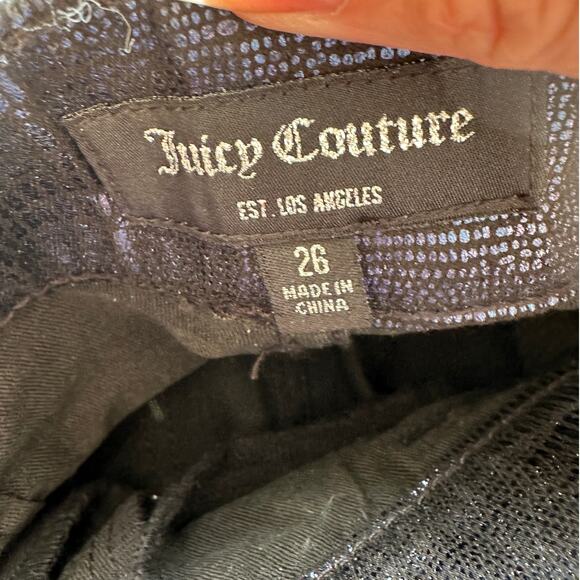 Juicy Couture
EST. LOS ANGELES
26
MADE IN
CHINA